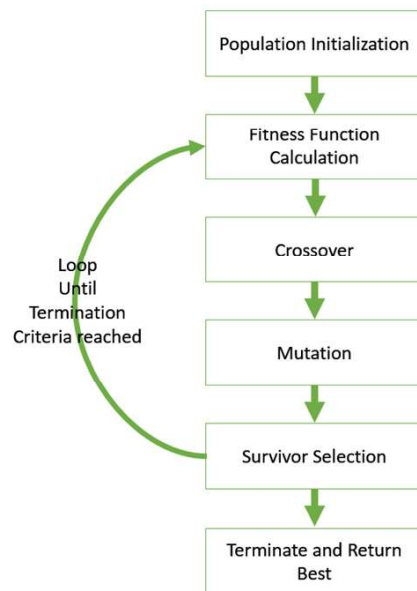 Population Initialization
Fitness Function
Calculation
Crossover
Loop
Until
Termination
Criteria reached
Mutation
Survivor Selection
Terminate and Return
Best